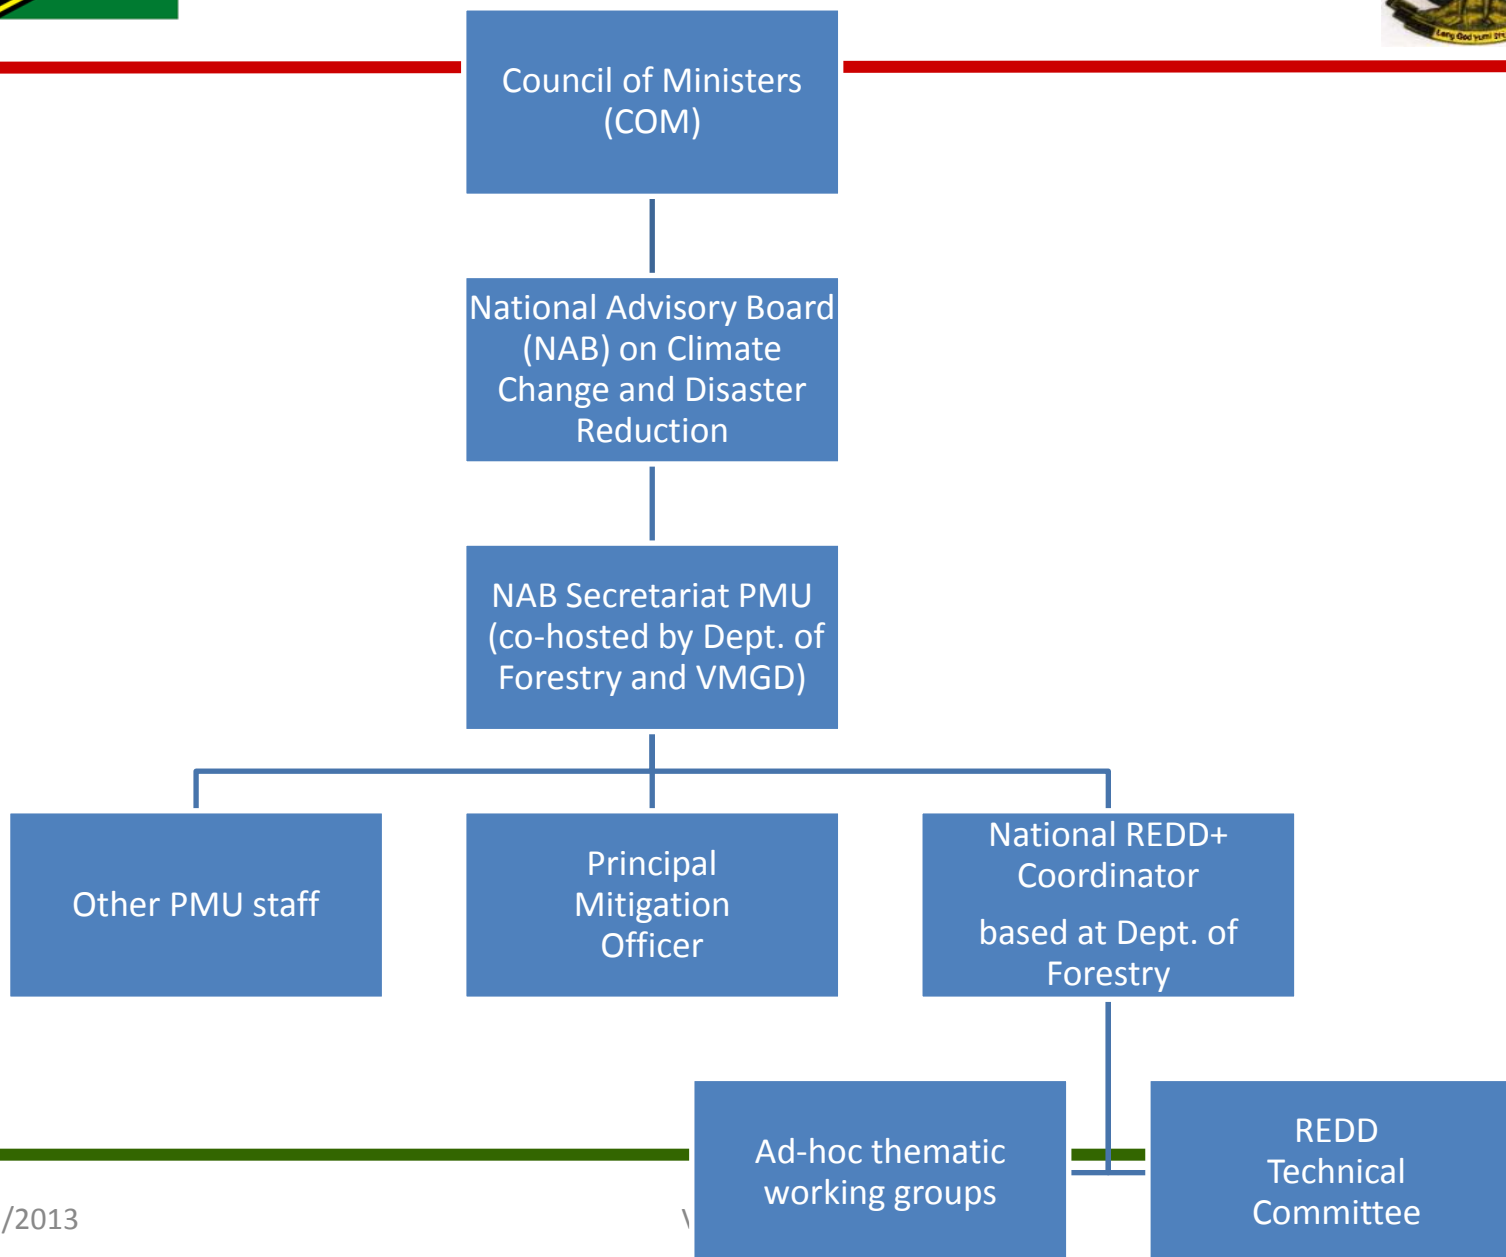 Council of Ministers
(COM)
National Advisory Board
(NAB) on Climate
Change and Disaster
Reduction
NAB Secretariat PMU
(co-hosted by Dept. of
Forestry and VMGD)
Other PMU staff
Principal
Mitigation
Officer
National REDD+
Coordinator
based at Dept. of
Forestry
Ad-hoc thematic
working groups
REDD
Technical
Committee
/2013